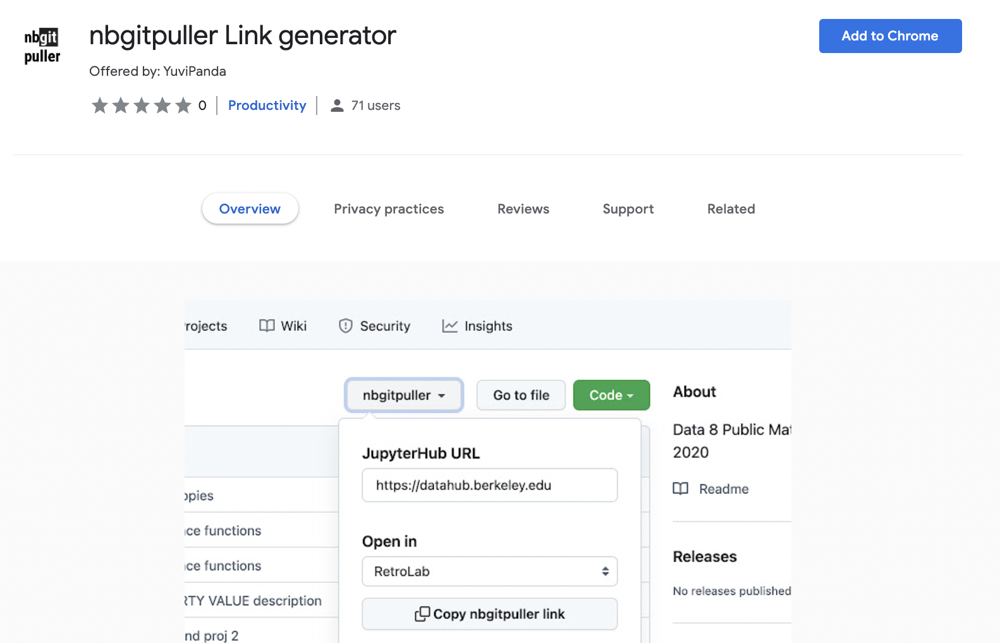 nbgit
puller
nbgitpuller Link generator
Add to Chrome
Offered by: YuviPanda
0 Productivity 71 users
Overview Privacy practices Reviews Support Related
rojects Wiki Security Insights
nbgitpuller Go to file Code
About
Data 8 Public Mat
2020
JupyterHub URL
https://datahub.berkeley.edu
Readme
opies
ce functions
Open in
Releases
ce functions
RetroLab
No releases published
RTY VALUE description
Copy nbgitpuller link
nd proj 2